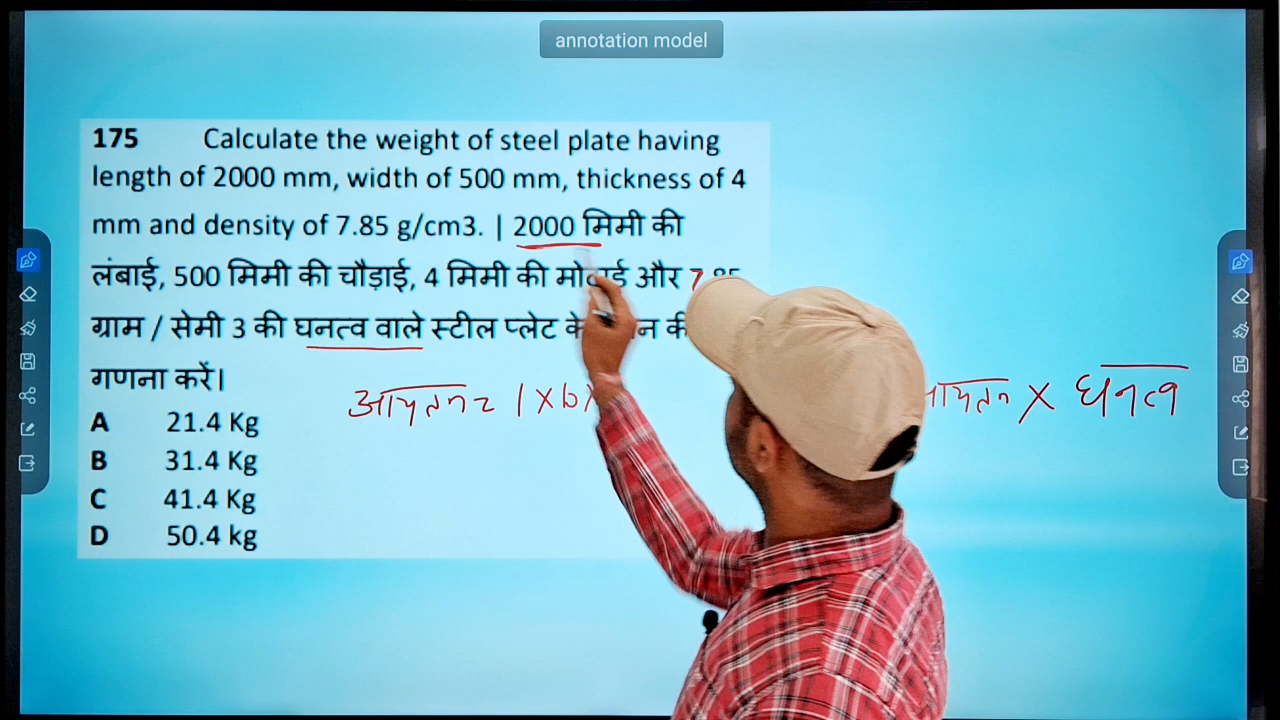 annotation model
175 Calculate the weight of steel plate having
length of 2000 mm, width of 500 mm, thickness of 4
mm and density of 7.85 g/cm3. | 2000 मिमी की
लंबाई, 500 मिमी की चौड़ाई, 4 मिमी की और
ग्राम / सेमी 3 की घनत्व वाले स्टील प्लेट
गणना करें।
आयतन = l x b x
x घनत्व
A 21.4 Kg
B 31.4 Kg
C 41.4 Kg
D 50.4 kg